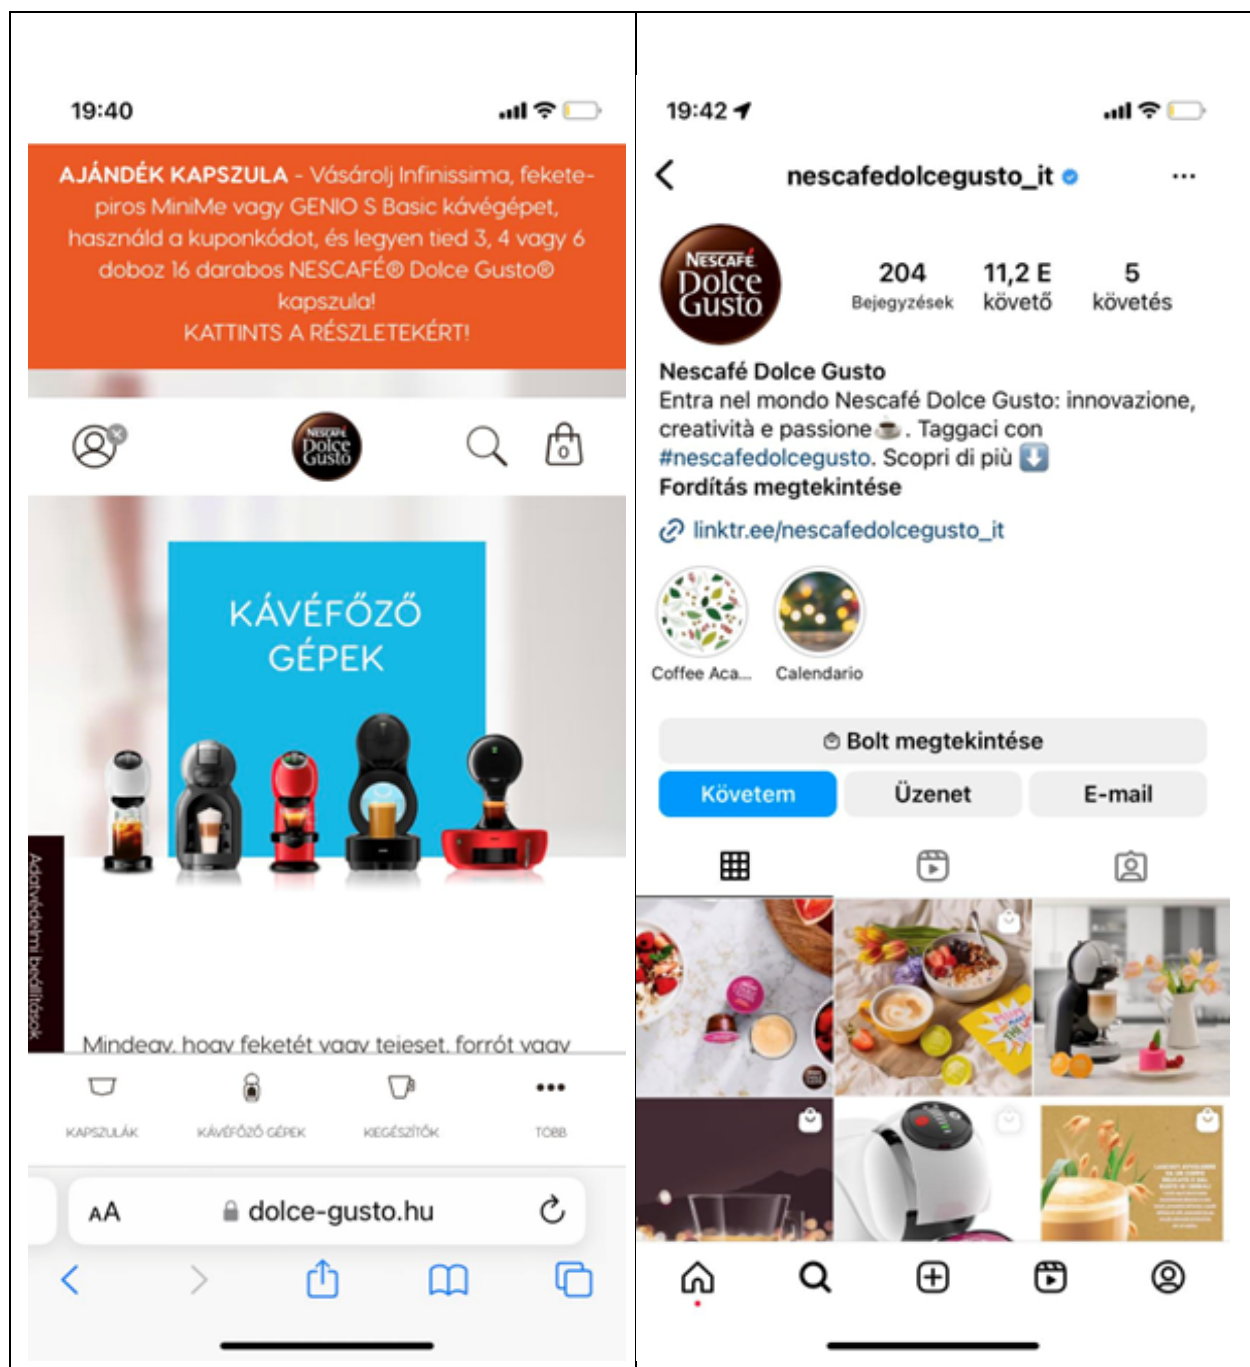 19:40
AJÁNDÉK KAPSZULA - Vásárolj Infinissima, fekete-
piros MiniMe vagy GENIO S Basic kávégépet,
használd a kuponkódot, és legyen tied 3, 4 vagy 6
doboz 16 darabos NESCAFÉ® Dolce Gusto®
kapszula!
KATTINTS A RÉSZLETEKÉRT!
NESCAFÉ
Dolce
Gusto
0
KÁVÉFŐZŐ
GÉPEK
Adatvédelmi beállítások
Mindegy, hogy feketét vagy tejeset, forrót vagy
KAPSZULÁK
KÁVÉFŐZŐ GÉPEK
KIEGÉSZÍTŐK
TÖBB
AA
dolce-gusto.hu
19:42
nescafedolcegusto_it
NESCAFÉ
Dolce
Gusto
204 11,2 E 5
Bejegyzések követő követés
Nescafé Dolce Gusto
Entra nel mondo Nescafé Dolce Gusto: innovazione,
creatività e passione☕. Taggaci con
#nescafedolcegusto. Scopri di più ⬇️
Fordítás megtekintése
linktr.ee/nescafedolcegusto_it
Coffee Aca... Calendario
Bolt megtekintése
Követem Üzenet E-mail